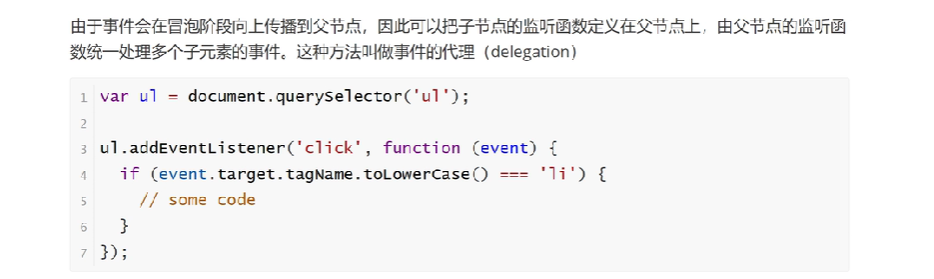 由于事件会在冒泡阶段向上传播到父节点，因此可以把子节点的监听函数定义在父节点上，由父节点的监听函
数统一处理多个子元素的事件。这种方法叫做事件的代理（delegation）
1 var ul = document.querySelector('ul');
2
3 ul.addEventListener('click', function (event) {
4   if (event.target.tagName.toLowerCase() === 'li') {
5     // some code
6   }
7 });